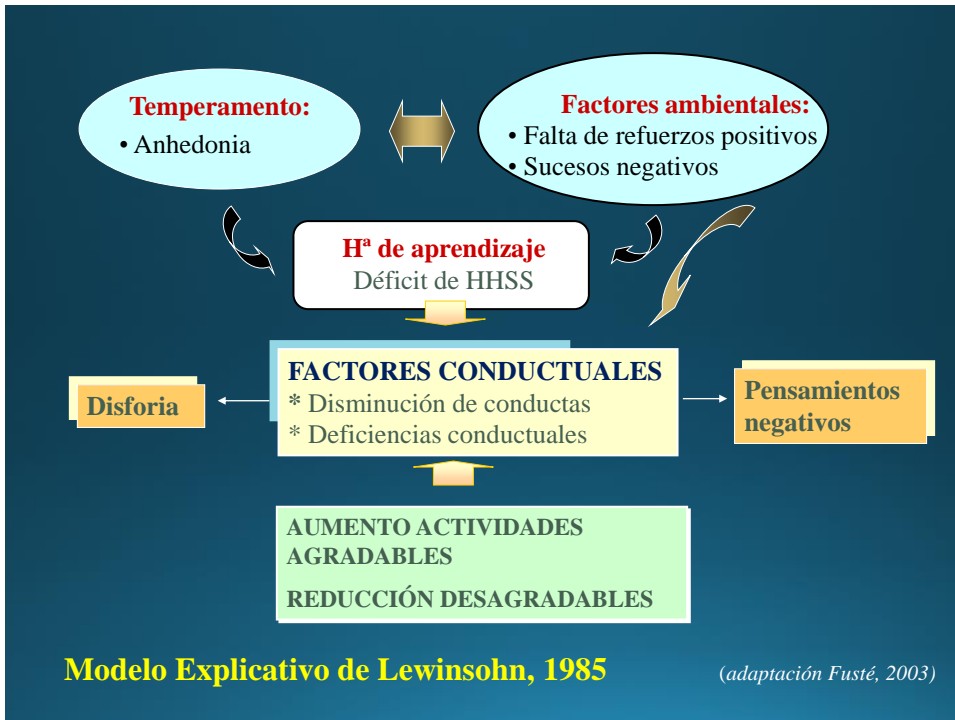 Temperamento:
• Anhedonia
Factores ambientales:
• Falta de refuerzos positivos
• Sucesos negativos
Hª de aprendizaje
Déficit de HHSS
FACTORES CONDUCTUALES
* Disminución de conductas
* Deficiencias conductuales
Disforia
Pensamientos
negativos
AUMENTO ACTIVIDADES
AGRADABLES
REDUCCIÓN DESAGRADABLES
Modelo Explicativo de Lewinsohn, 1985
(adaptación Fusté, 2003)